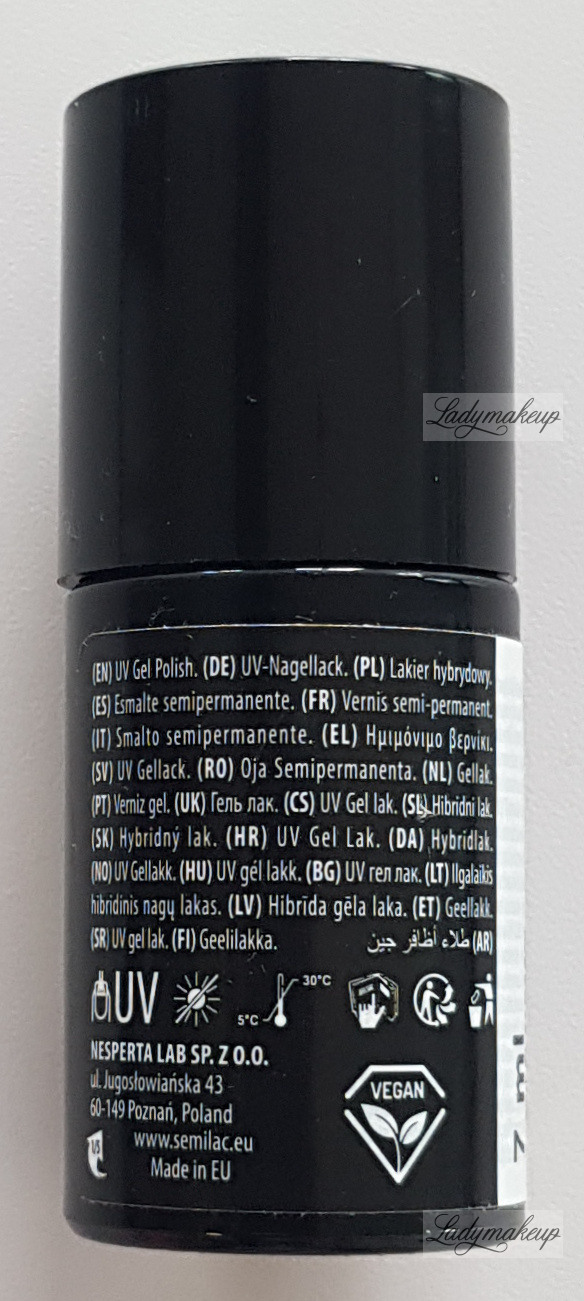 Ladymakeup
(EN) UV Gel Polish. (DE) UV-Nagellack. (PL) Lakier hybrydowy.
(ES) Esmalte semipermanente. (FR) Vernis semi-permanent.
(IT) Smalto semipermanente. (EL) Ημιμόνιμο βερνίκι.
(SV) UV Gellack. (RO) Oja Semipermanenta. (NL) Gellak.
(PT) Verniz gel. (UK) Гель лак. (CS) UV Gel lak. (SL) Hibridni lak.
(SK) Hybridný lak. (HR) UV Gel Lak. (DA) Hybridlak.
(NO) UV Gellakk. (HU) UV gél lakk. (BG) UV гел лак. (LT) Ilgalaikis
hibridinis nagų lakas. (LV) Hibrīda gēla laka. (ET) Geellakk.
(SR) UV gel lak. (FI) Geelilakka. (AR) طلاء أظافر جين
UV 5°C 30°C
NESPERTA LAB SP. Z O.O.
ul. Jugosłowiańska 43
60-149 Poznań, Poland
www.semilac.eu
1/5 Made in EU
VEGAN
Ladymakeup